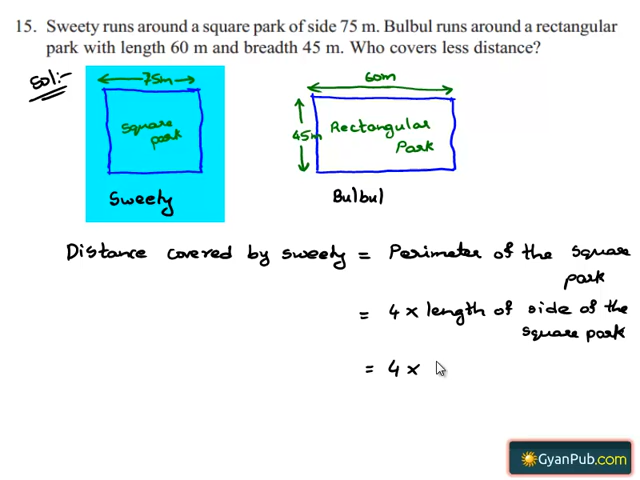 15. Sweety runs around a square park of side 75 m. Bulbul runs around a rectangular
park with length 60 m and breadth 45 m. Who covers less distance?
Sol:-
75m
Square
park
Sweety
60m
45m
Rectangular
Park
Bulbul
Distance covered by sweety = Perimeter of the square
park
= 4 × length of side of the
square park
= 4 ×
GyanPub.com